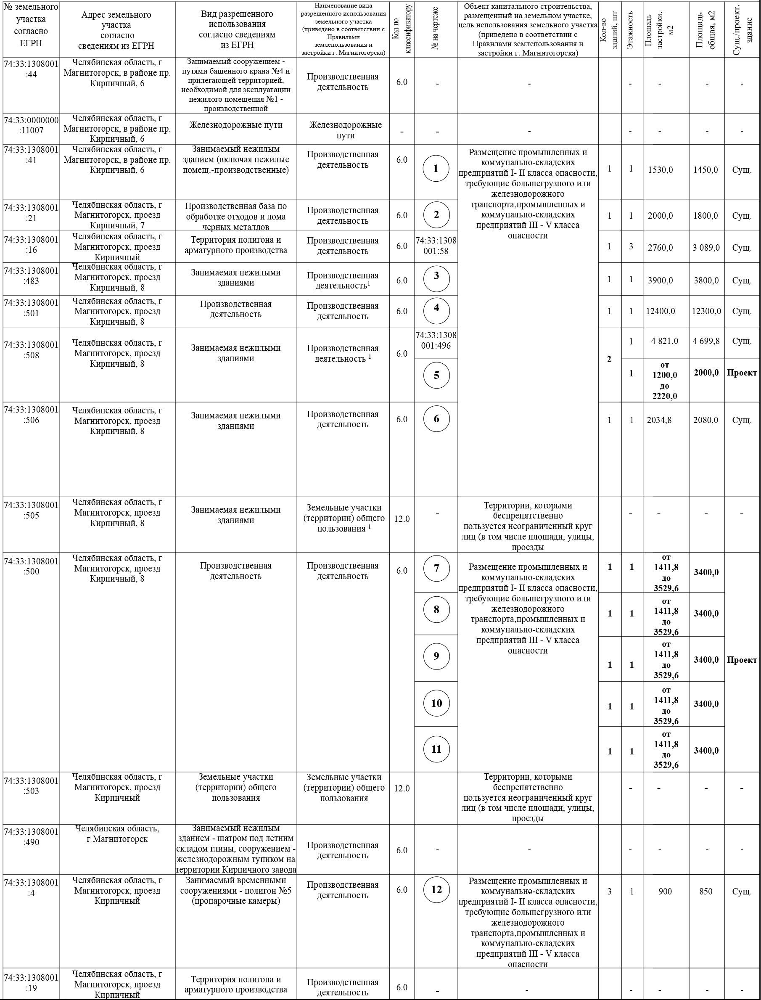 № земельного
участка
согласно
ЕГРН
Адрес земельного
участка
согласно
сведениям из ЕГРН
Вид разрешенного
использования
согласно сведениям
из ЕГРН
Наименование вида
разрешенного использования
земельного участка
(приведено в соответствии с
Правилами
землепользования и
застройки г. Магнитогорска)
Код по
классификатору
№ на чертеже
Объект капитального строительства,
размещенный на земельном участке,
цель использования земельного участка
(приведено в соответствии с
Правилами землепользования и
застройки г. Магнитогорска)
Кол-во
зданий, шт
Этажность
Площадь
застройки,
м2
Площадь
общая, м2
Сущ./проект.
здание
74:33:1308001
:44
Челябинская область, г
Магнитогорск, в районе пр.
Кирпичный, 6
Занимаемый сооружением -
путями башенного крана №4 и
прилегающей территорией,
необходимой для эксплуатации
нежилого помещения №1 -
производственной
Производственная
деятельность
6.0
-
-
-
-
-
-
74:33:0000000
:11007
Челябинская область, г
Магнитогорск, в районе пр.
Кирпичный, 6
Железнодорожные пути
Железнодорожные
пути
-
-
-
-
-
-
-
74:33:1308001
:41
Челябинская область, г
Магнитогорск, в районе пр.
Кирпичный, 6
Занимаемый нежилым
зданием (включая нежилые
помещ.-производственные)
Производственная
деятельность
6.0
1
Размещение промышленных и
коммунально-складских
предприятий I- II класса опасности,
требующие большегрузного или
железнодорожного
транспорта,промышленных и
коммунально-складских
предприятий III - V класса
опасности
1
1
1530,0
1450,0
Сущ.
74:33:1308001
:21
Челябинская область, г
Магнитогорск, проезд
Кирпичный, 7
Производственная база по
обработке отходов и лома
черных металлов
Производственная
деятельность
6.0
2
1
1
2000,0
1800,0
Сущ.
74:33:1308001
:16
Челябинская область, г
Магнитогорск, проезд
Кирпичный
Территория полигона и
арматурного производства
Производственная
деятельность
6.0
74:33:1308
001:58
1
3
2760,0
3 089,0
Сущ.
74:33:1308001
:483
Челябинская область, г
Магнитогорск, проезд
Кирпичный, 8
Занимаемая нежилыми
зданиями
Производственная
деятельность¹
6.0
3
1
1
3900,0
3800,0
Сущ.
74:33:1308001
:501
Челябинская область, г
Магнитогорск, проезд
Кирпичный, 8
Производственная
деятельность
Производственная
деятельность
6.0
4
1
1
12400,0
12300,0
Сущ.
74:33:1308001
:508
Челябинская область, г
Магнитогорск, проезд
Кирпичный, 8
Занимаемая нежилыми
зданиями
Производственная
деятельность ¹
6.0
74:33:1308
001:496
2
1
4 821,0
4 699,8
Сущ.
5
1
от
1200,0
до
2220,0
2000,0
Проект
74:33:1308001
:506
Челябинская область, г
Магнитогорск, проезд
Кирпичный, 8
Занимаемая нежилыми
зданиями
Производственная
деятельность
6.0
6
1
1
2034,8
2080,0
Сущ.
74:33:1308001
:505
Челябинская область, г
Магнитогорск, проезд
Кирпичный, 8
Занимаемая нежилыми
зданиями
Земельные участки
(территории) общего
пользования ¹
12.0
-
Территории, которыми
беспрепятственно
пользуется неограниченный круг
лиц (в том числе площади, улицы,
проезды
-
-
-
-
74:33:1308001
:500
Челябинская область, г
Магнитогорск, проезд
Кирпичный, 8
Производственная
деятельность
Производственная
деятельность
6.0
7
Размещение промышленных и
коммунально-складских
предприятий I- II класса опасности,
требующие большегрузного или
железнодорожного
транспорта,промышленных и
коммунально-складских
предприятий III - V класса
опасности
1
1
от
1411,8
до
3529,6
3400,0
8
1
1
от
1411,8
до
3529,6
3400,0
9
1
1
от
1411,8
до
3529,6
3400,0
Проект
10
1
1
от
1411,8
до
3529,6
3400,0
11
1
1
от
1411,8
до
3529,6
3400,0
74:33:1308001
:503
Челябинская область, г
Магнитогорск, проезд
Кирпичный
Земельные участки
(территории) общего
пользования
Земельные участки
(территории) общего
пользования
12.0
Территории, которыми
беспрепятственно
пользуется неограниченный круг
лиц (в том числе площади, улицы,
проезды
-
-
-
-
74:33:1308001
:490
Челябинская область,
г Магнитогорск
Занимаемый нежилым
зданием - шатром под летним
складом глины, сооружением -
железнодорожным тупиком на
территории Кирпичного завода
Производственная
деятельность
6.0
-
-
-
-
-
-
74:33:1308001
:4
Челябинская область, г
Магнитогорск, проезд
Кирпичный
Занимаемый временными
сооружениями - полигон №5
(пропарочные камеры)
Производственная
деятельность
6.0
12
Размещение промышленных и
коммунально-складских
предприятий I- II класса опасности,
требующие большегрузного или
железнодорожного
транспорта,промышленных и
коммунально-складских
предприятий III - V класса
опасности
3
1
900
850
Сущ.
74:33:1308001
:19
Челябинская область, г
Магнитогорск, проезд
Кирпичный
Территория полигона и
арматурного производства
Производственная
деятельность
6.0
-
-
-
-
-
-